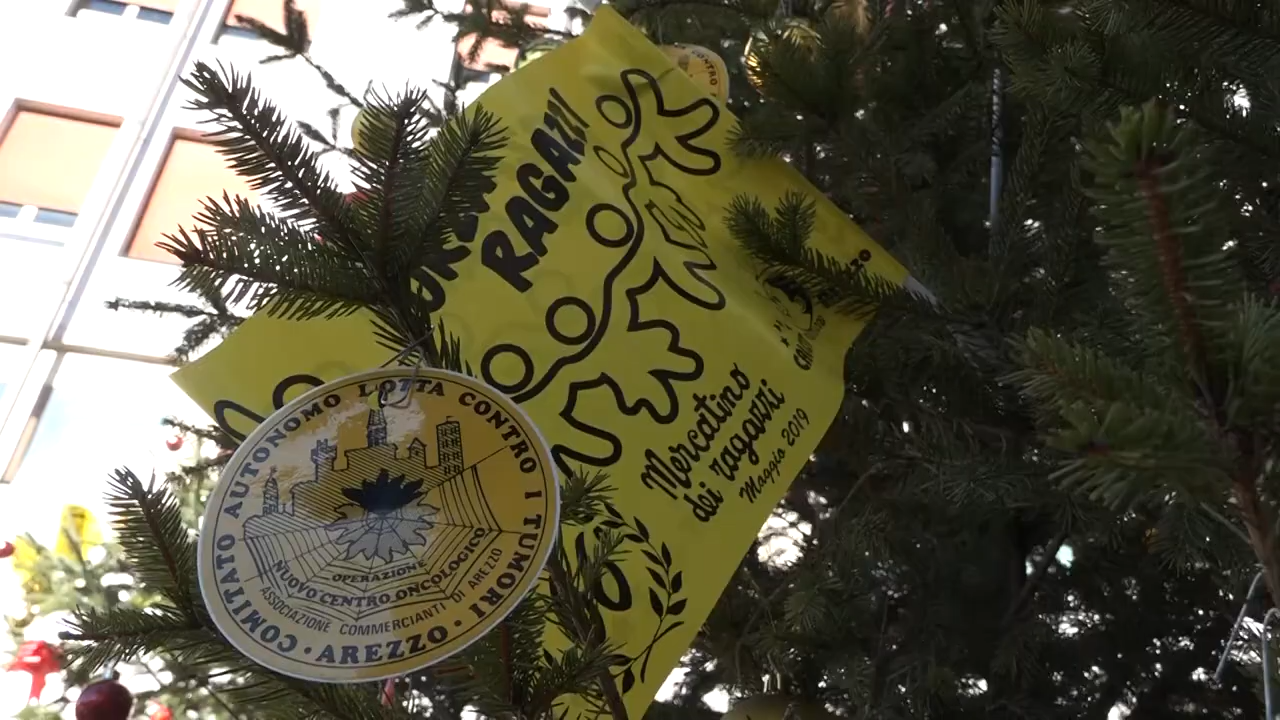 RAGAZZI
Mercatino
dei ragazzi
Maggio 2019
COMITATO AUTONOMO LOTTA CONTRO I TUMORI
· AREZZO ·
OPERAZIONE
NUOVO CENTRO ONCOLOGICO
ASSOCIAZIONE COMMERCIANTI DI AREZZO
CONTRO